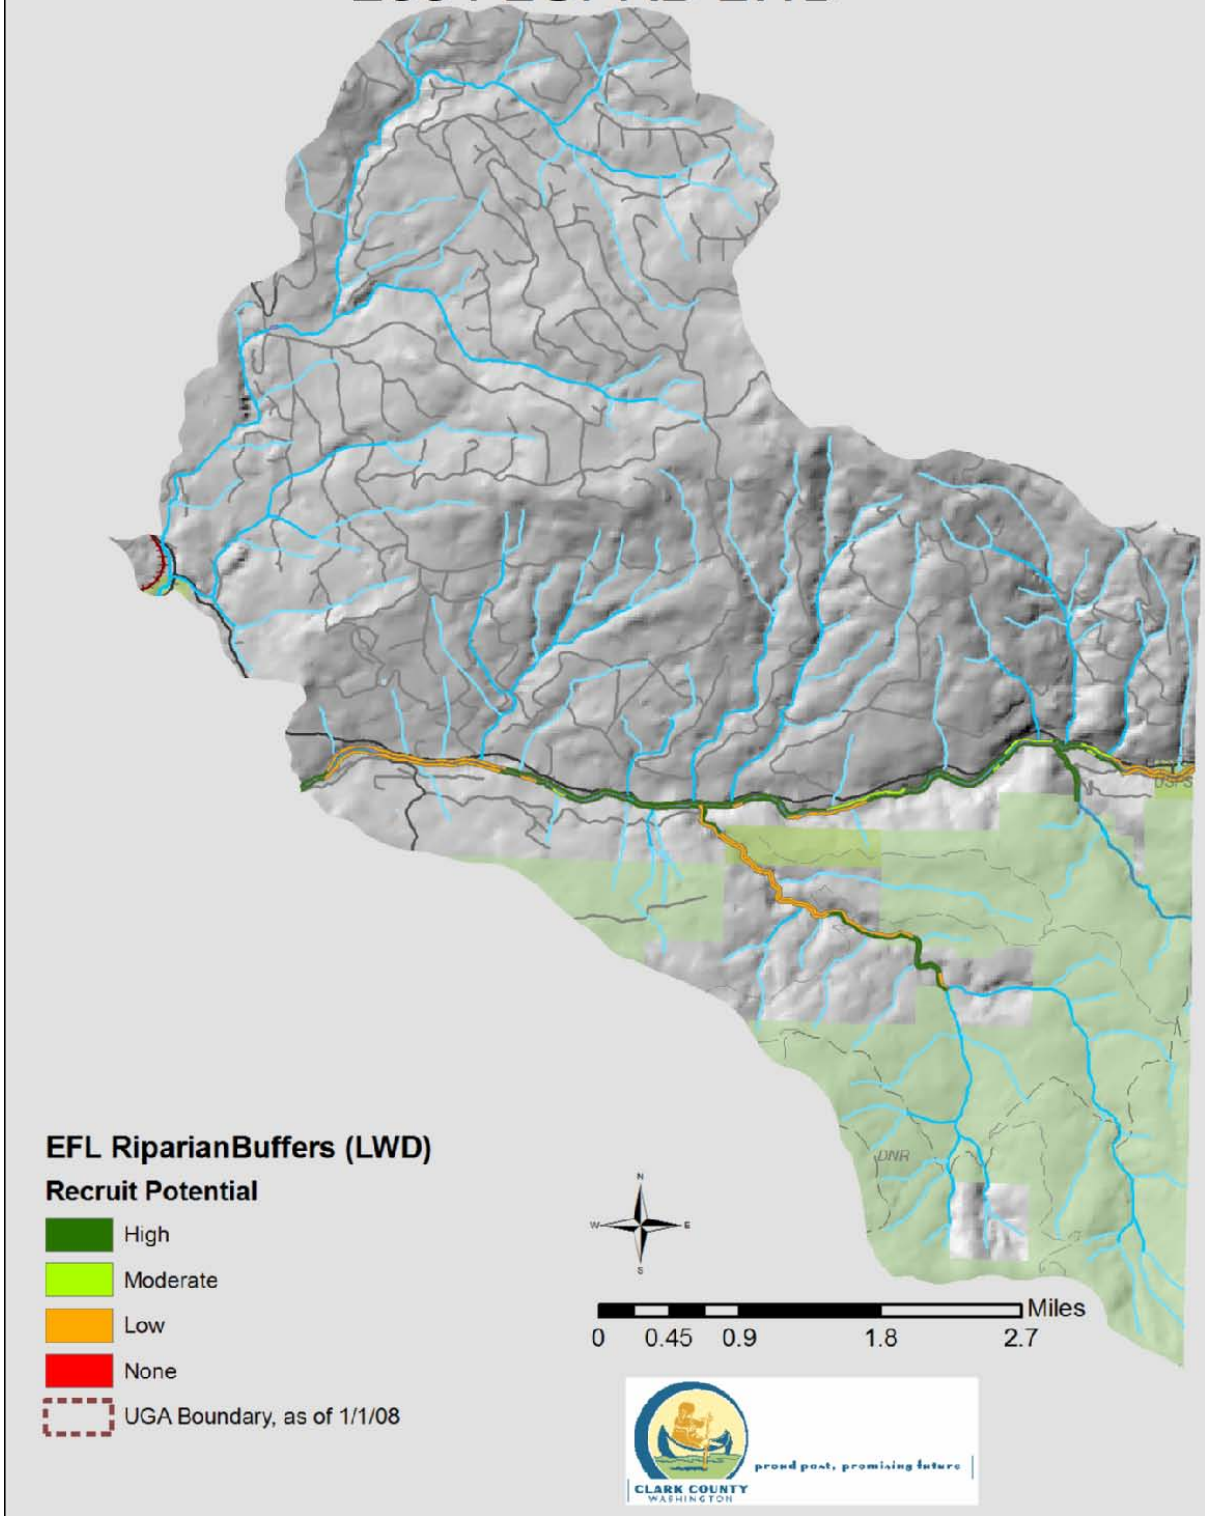 USFS
DNR
EFL RiparianBuffers (LWD)
Recruit Potential
High
Moderate
Low
None
UGA Boundary, as of 1/1/08
N
W
E
S
Miles
0 0.45 0.9 1.8 2.7
proud past, promising future
CLARK COUNTY
WASHINGTON